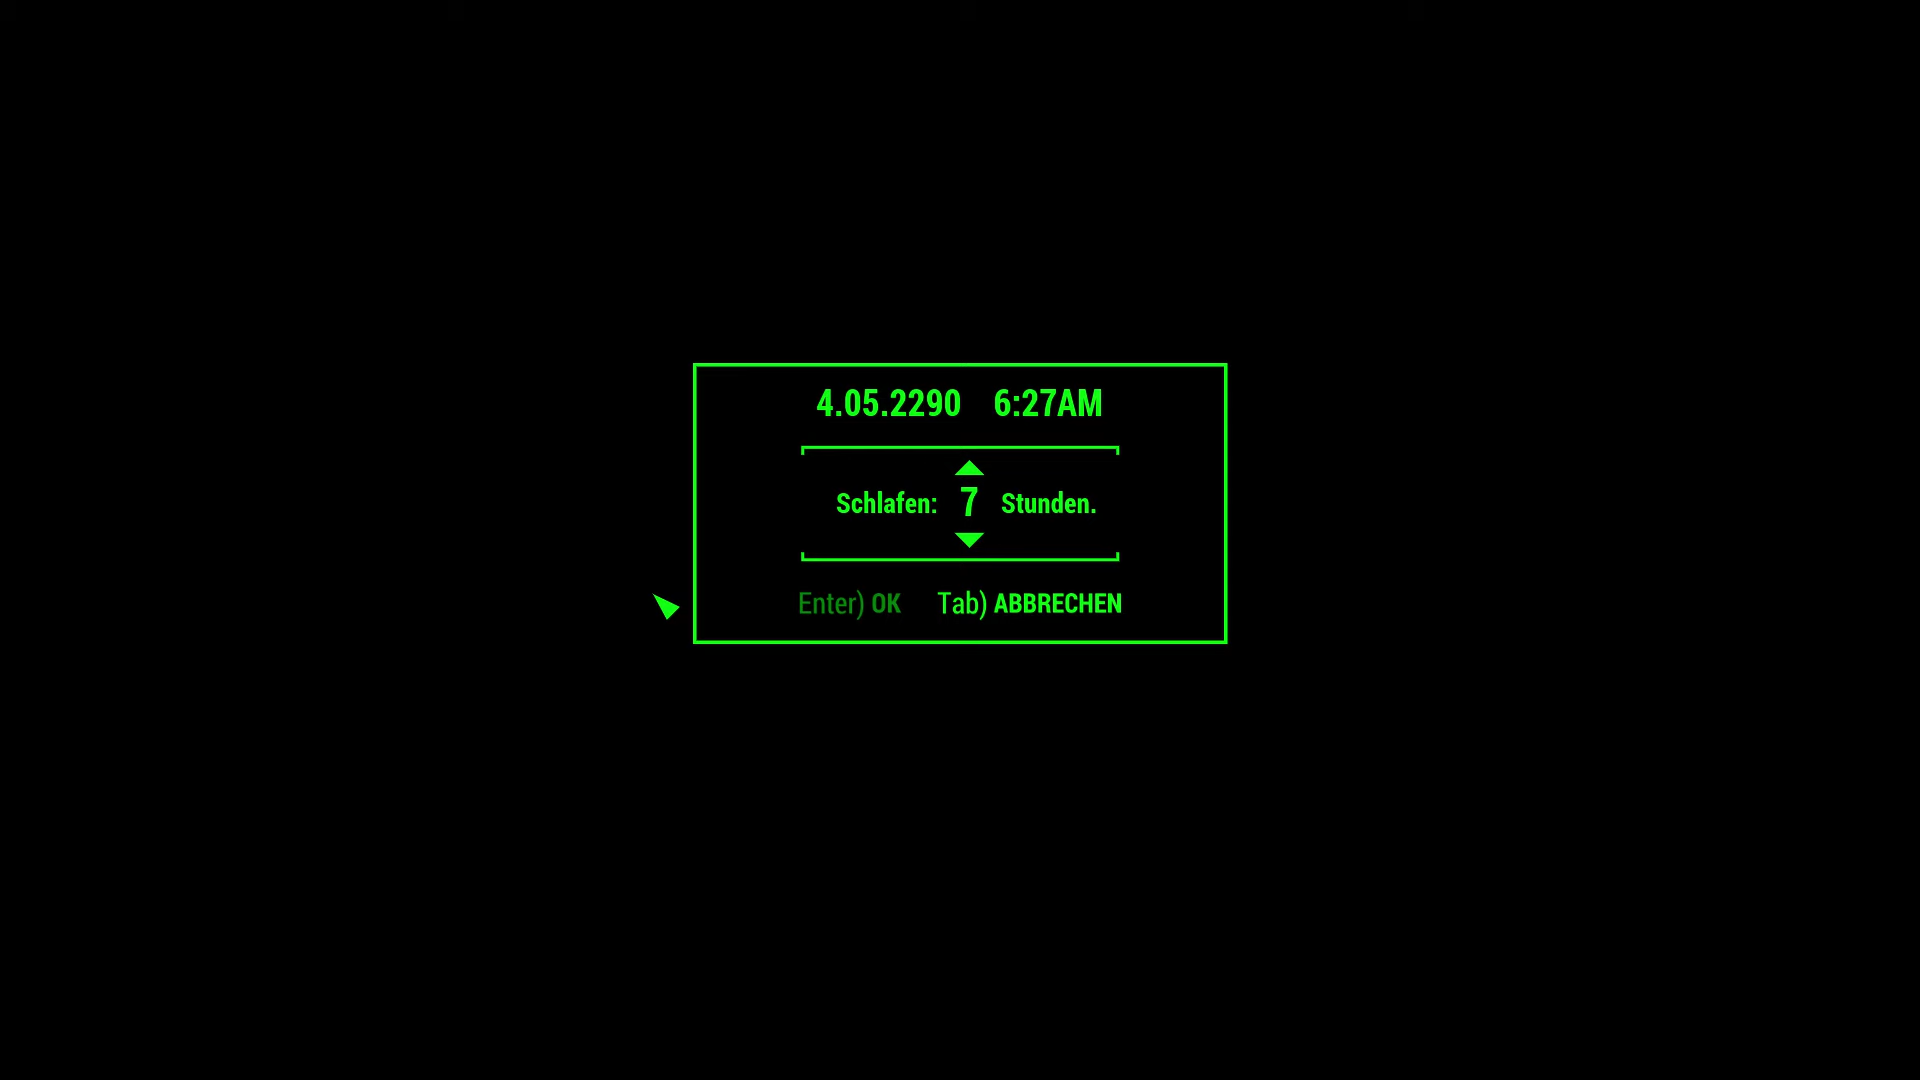 4.05.2290 6:27AM
Schlafen: 7 Stunden.
Enter) OK Tab) ABBRECHEN